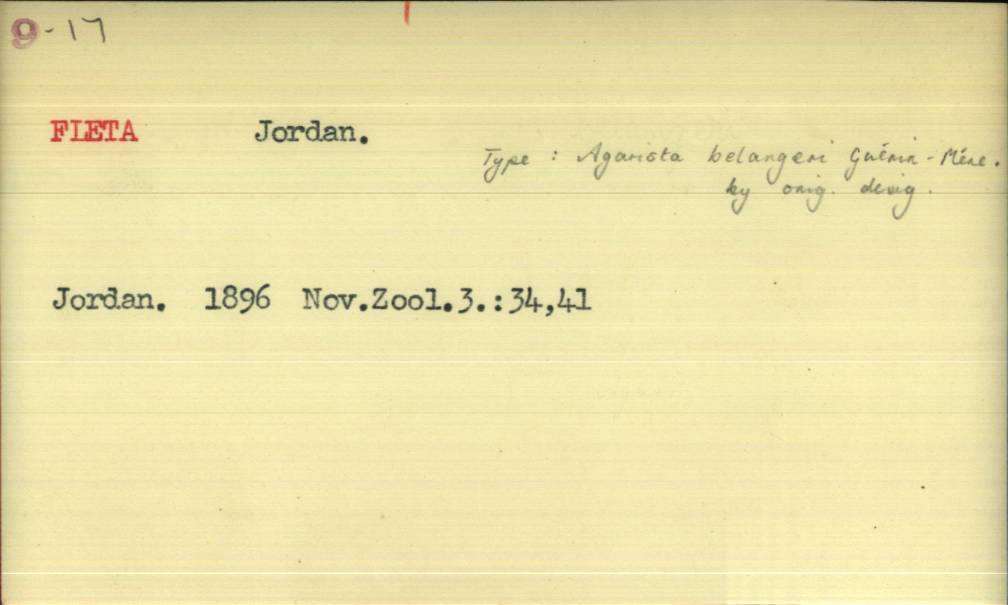 9-17
FLETA Jordan.
Type : Agarista belangeri Guérin-Méne.
by orig. desig.
Jordan. 1896 Nov.Zool.3.:34,41